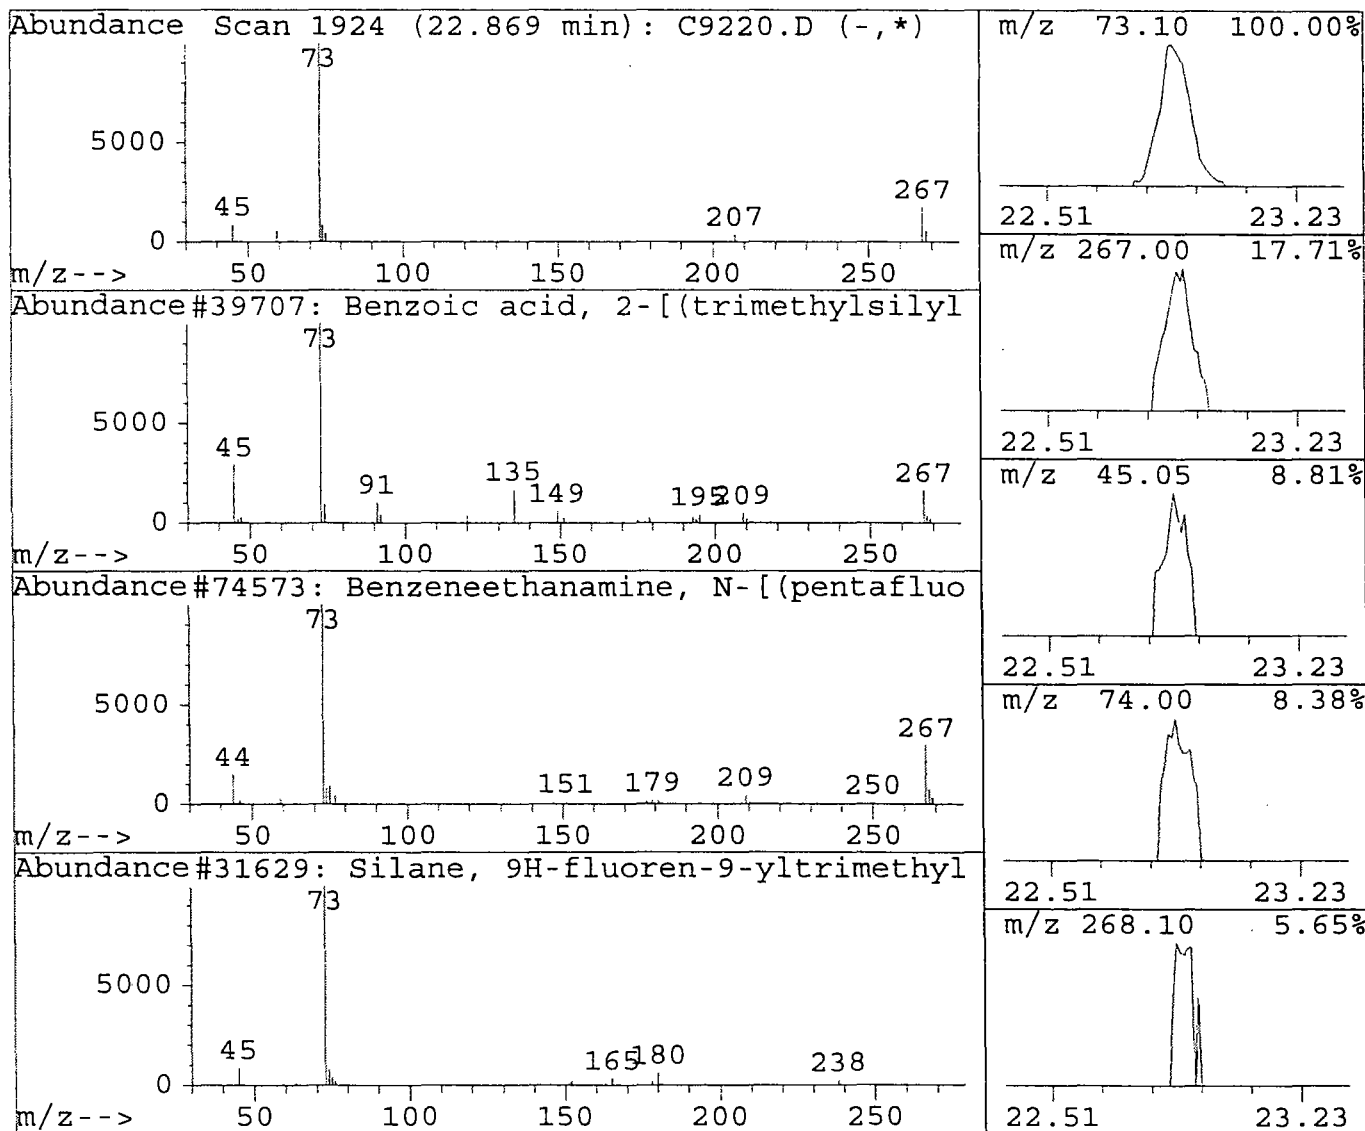 Abundance Scan 1924 (22.869 min): C9220.D (-,*)
73
5000
45
207
267
0
50 100 150 200 250
m/z-->
Abundance #39707: Benzoic acid, 2-[(trimethylsilyl
73
5000
45
91
135
149
195
209
267
0
50 100 150 200 250
m/z-->
Abundance #74573: Benzeneethanamine, N-[(pentafluo
73
5000
44
151
179
209
250
267
0
50 100 150 200 250
m/z-->
Abundance #31629: Silane, 9H-fluoren-9-yltrimethyl
73
5000
45
165
180
238
0
50 100 150 200 250
m/z-->
m/z 73.10 100.00%
22.51 23.23
m/z 267.00 17.71%
22.51 23.23
m/z 45.05 8.81%
22.51 23.23
m/z 74.00 8.38%
22.51 23.23
m/z 268.10 5.65%
22.51 23.23